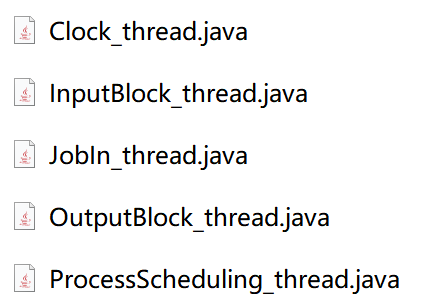 Clock_thread.java
InputBlock_thread.java
JobIn_thread.java
OutputBlock_thread.java
ProcessScheduling_thread.java